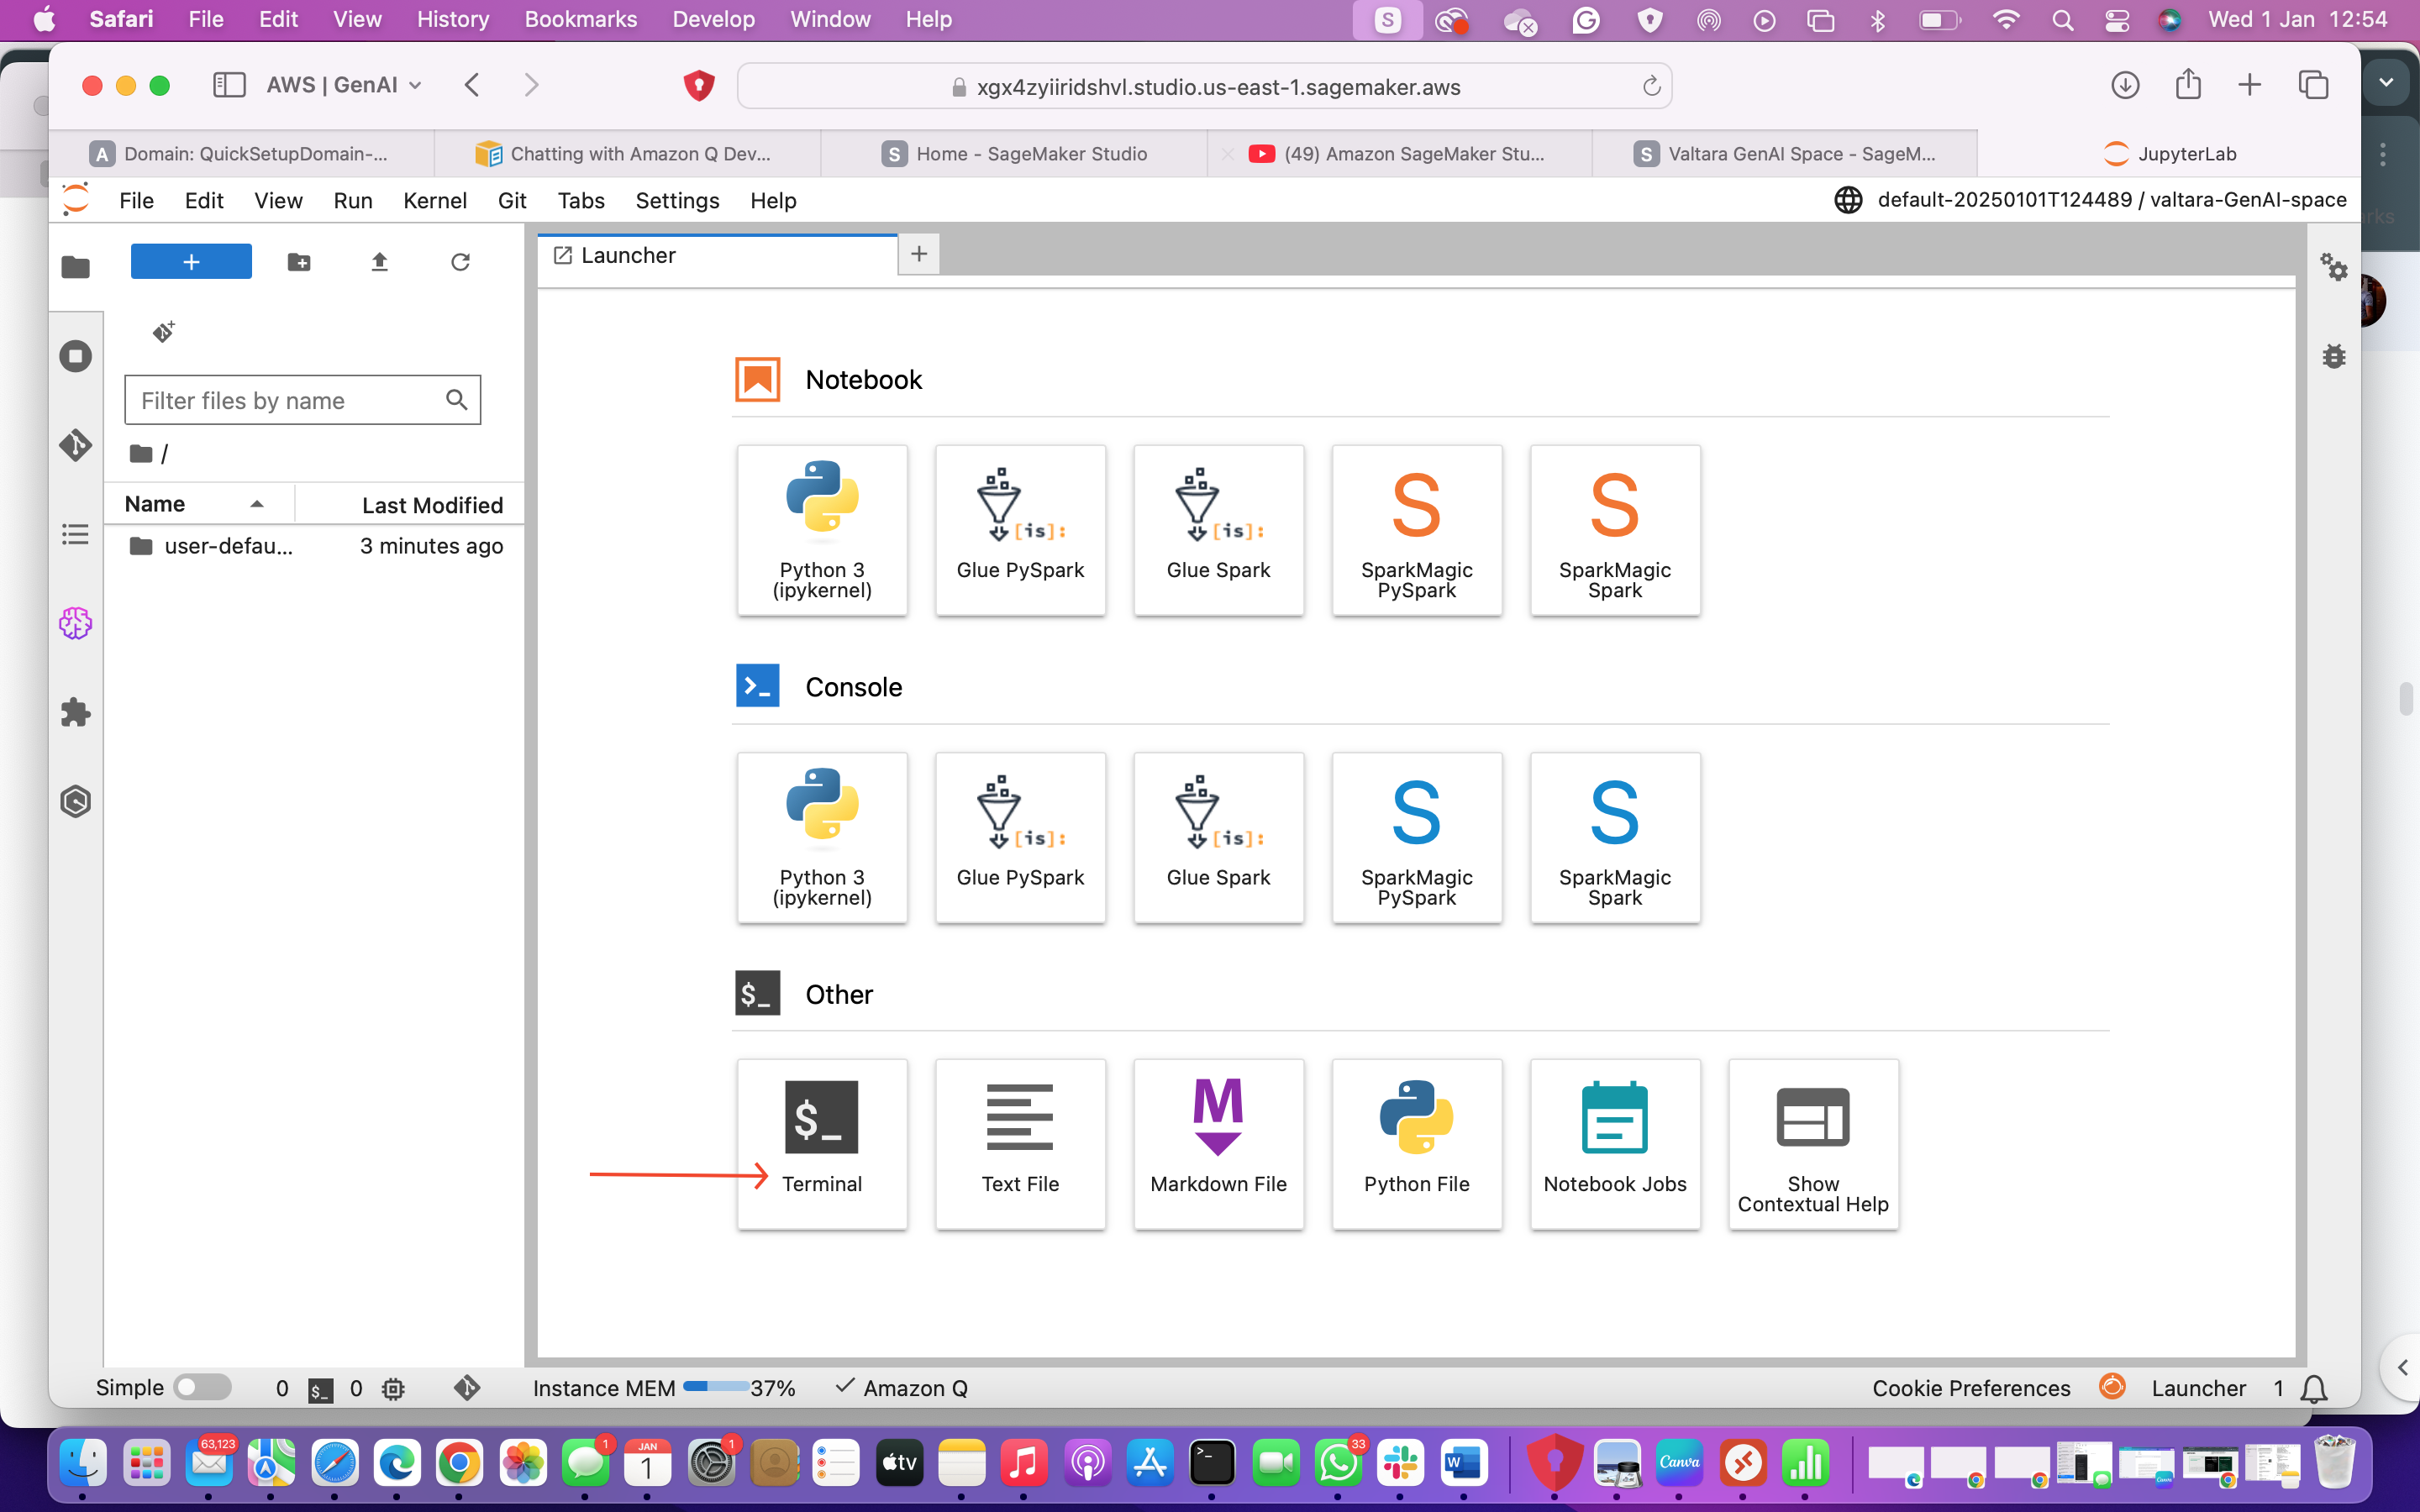 Safari File Edit View History Bookmarks Develop Window Help S Wed 1 Jan 12:54
AWS | GenAI xgx4zyiiridshvl.studio.us-east-1.sagemaker.aws
A Domain: QuickSetupDomain-... Chatting with Amazon Q Dev... S Home - SageMaker Studio (49) Amazon SageMaker Stu... S Valtara GenAI Space - SageM... JupyterLab
File Edit View Run Kernel Git Tabs Settings Help default-20250101T124489 / valtara-GenAI-space
+ Launcher +
Filter files by name
/
Name Last Modified
user-defau... 3 minutes ago
Notebook
[is]: [is]: S S
Python 3 (ipykernel)
Glue PySpark
Glue Spark
SparkMagic PySpark
SparkMagic Spark
>_ Console
[is]: [is]: S S
Python 3 (ipykernel)
Glue PySpark
Glue Spark
SparkMagic PySpark
SparkMagic Spark
$_ Other
$_ M
Terminal
Text File
Markdown File
Python File
Notebook Jobs
Show Contextual Help
Simple 0 $_ 0 Instance MEM 37% Amazon Q Cookie Preferences Launcher 1
63,123 1 JAN 1 1 tv >_ 33 W Canva